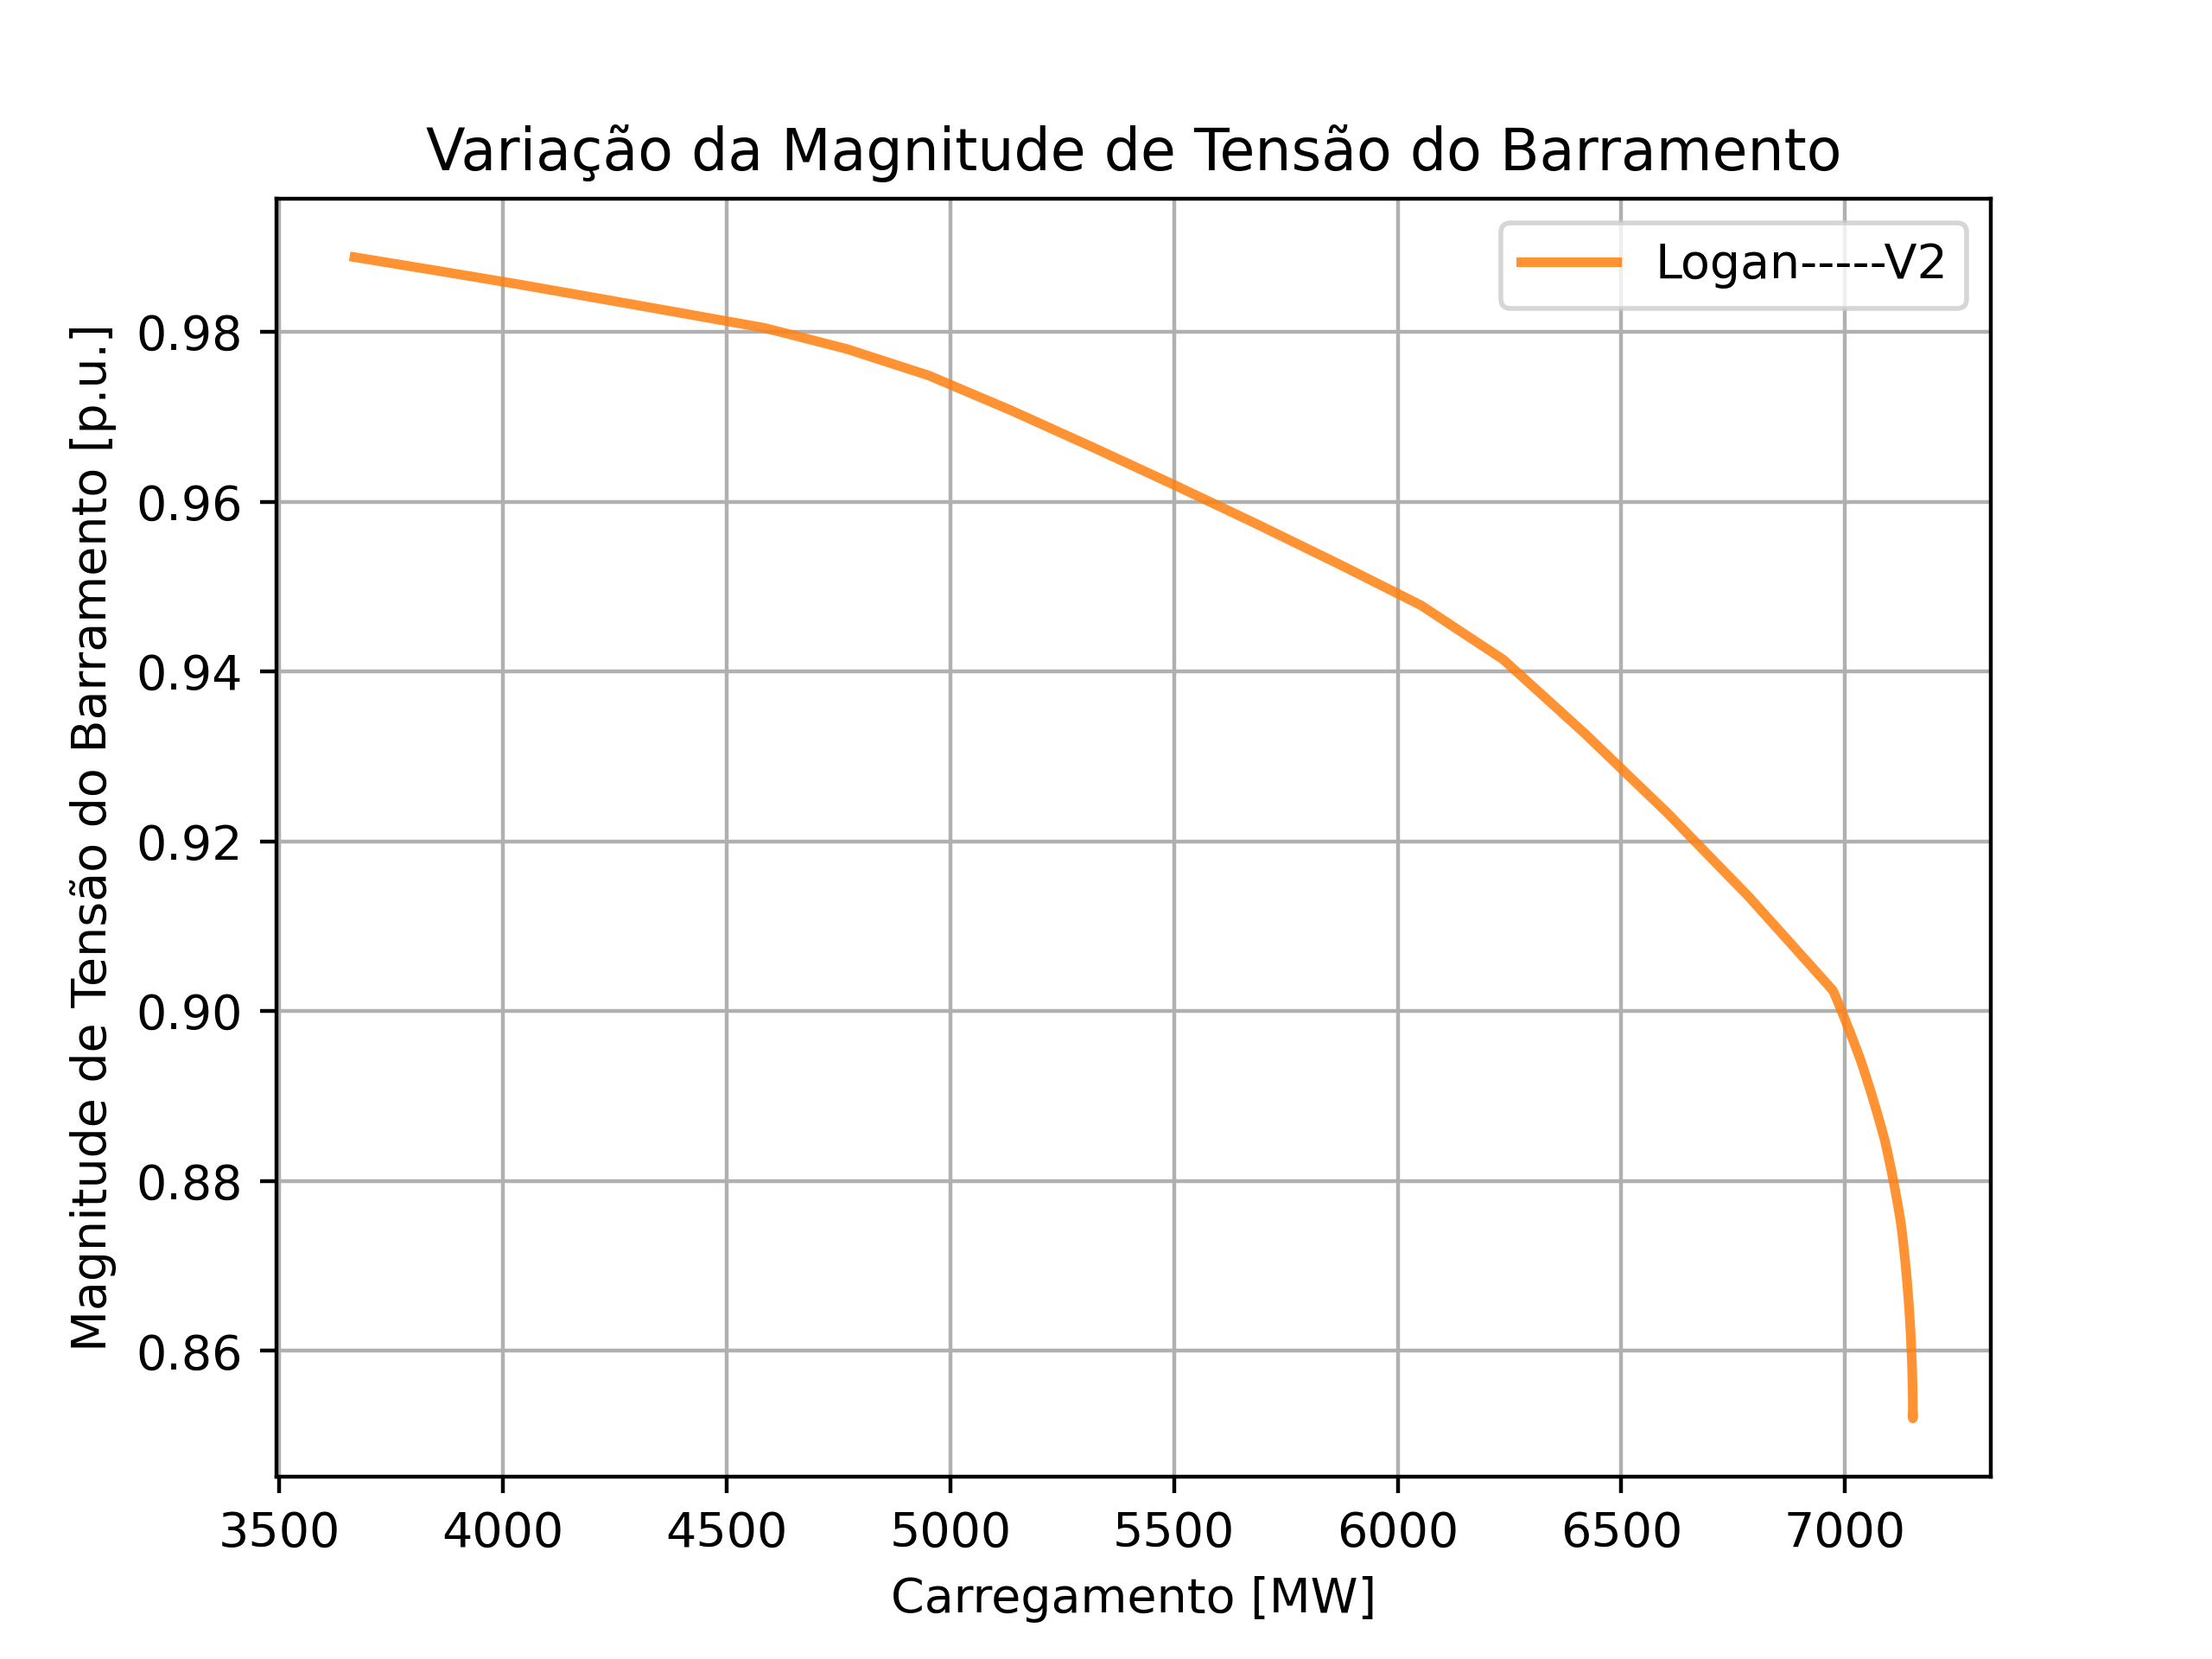 Variação da Magnitude de Tensão do Barramento
Logan-----V2
Magnitude de Tensão do Barramento [p.u.]
0.98
0.96
0.94
0.92
0.90
0.88
0.86
3500 4000 4500 5000 5500 6000 6500 7000
Carregamento [MW]